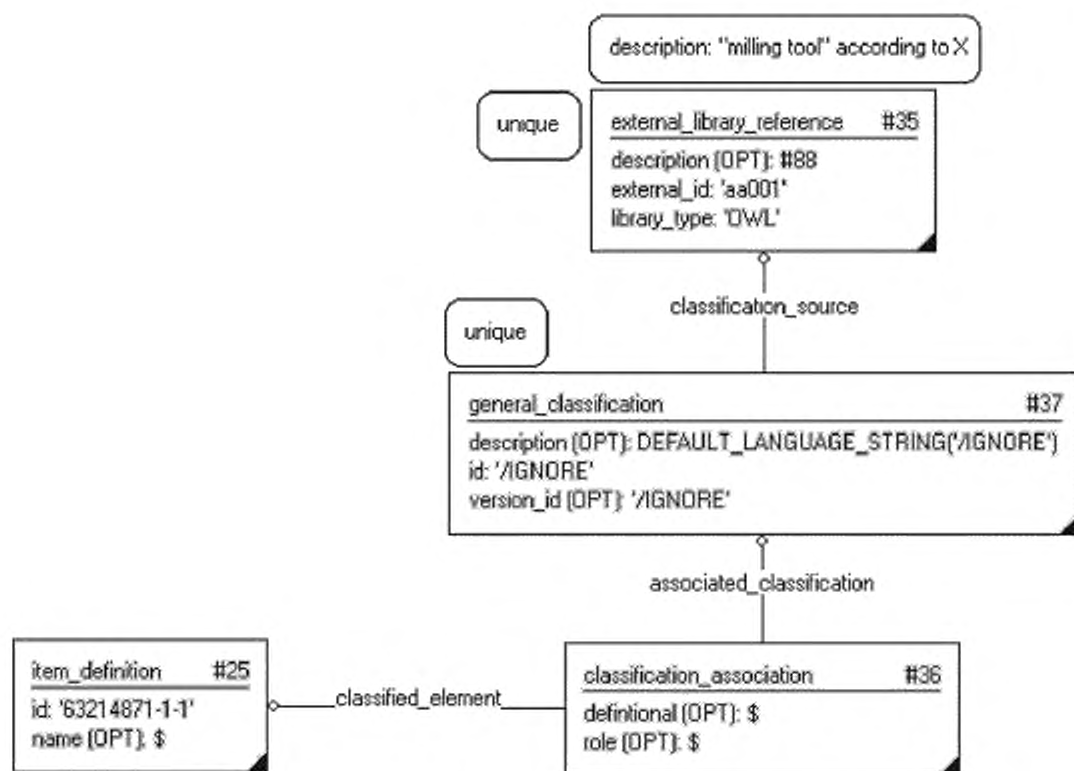 description: "milling tool" according to X
unique
external_library_reference #35
description (OPT): #88
external_id: 'aa001"
library_type: 'OWL'
classification_source
unique
general_classification #37
description (OPT): DEFAULT_LANGUAGE_STRING('/IGNORE')
id: '/IGNORE'
version_id (OPT): '/IGNORE'
associated_classification
item_definition #25
id: '63214871-1-1'
name (OPT): $
classified_element
classification_association #36
defintional (OPT): $
role (OPT): $